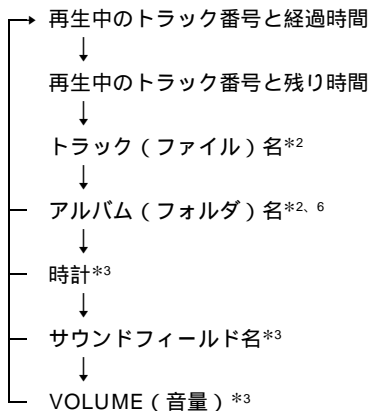 再生中のトラック番号と経過時間
再生中のトラック番号と残り時間
トラック(ファイル)名*2
アルバム(フォルダ)名*2、6
時計*3
サウンドフィールド名*3
VOLUME(音量)*3